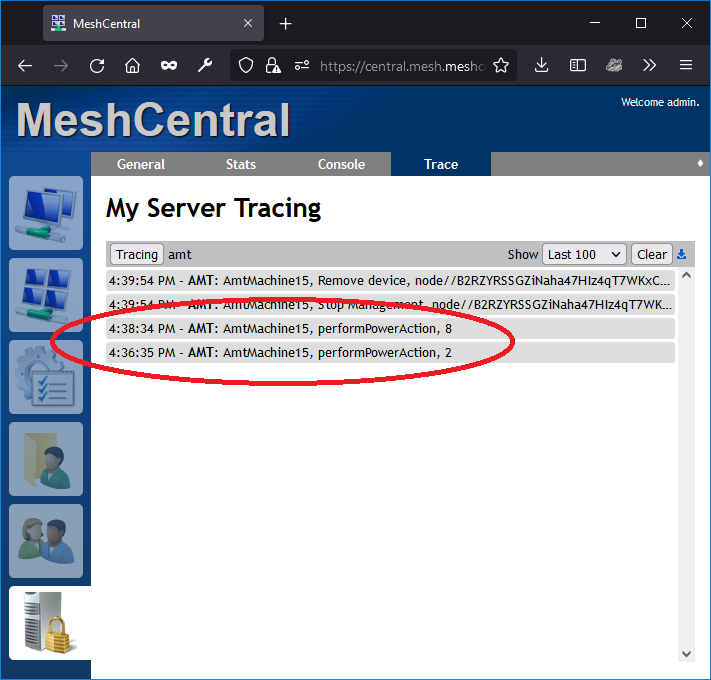 MeshCentral
https://central.mesh.meshc
MeshCentral
Welcome admin.
General Stats Console Trace
My Server Tracing
Tracing amt Show Last 100 Clear
4:39:54 PM - AMT: AmtMachine15, Remove device, node//B2RZYRSSGZiNaha47HIz4qT7WKxC...
4:39:54 PM - AMT: AmtMachine15, Stop Management, node//B2RZYRSSGZiNaha47HIz4qT7WK...
4:38:34 PM - AMT: AmtMachine15, performPowerAction, 8
4:36:35 PM - AMT: AmtMachine15, performPowerAction, 2